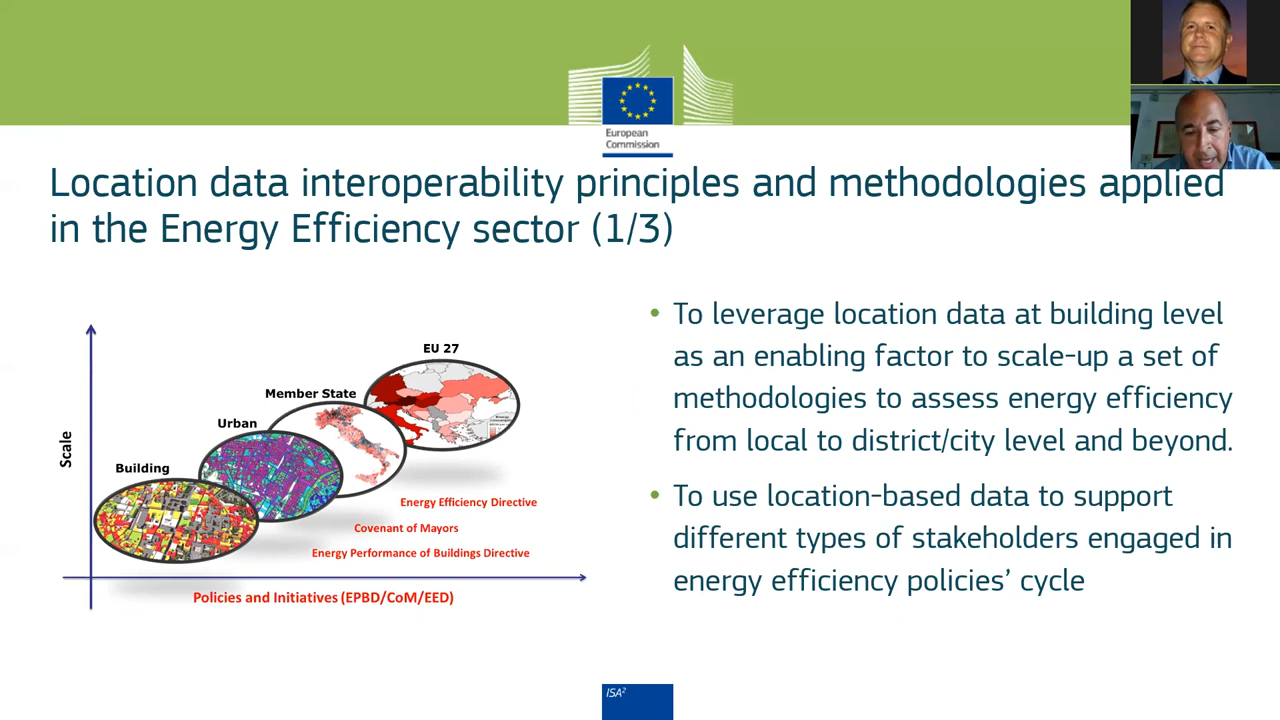 European
Commission
Location data interoperability principles and methodologies applied
in the Energy Efficiency sector (1/3)
Scale
EU 27
Member State
Urban
Building
Energy Efficiency Directive
Covenant of Mayors
Energy Performance of Buildings Directive
Policies and Initiatives (EPBD/CoM/EED)
• To leverage location data at building level
as an enabling factor to scale-up a set of
methodologies to assess energy efficiency
from local to district/city level and beyond.
• To use location-based data to support
different types of stakeholders engaged in
energy efficiency policies’ cycle
ISA²